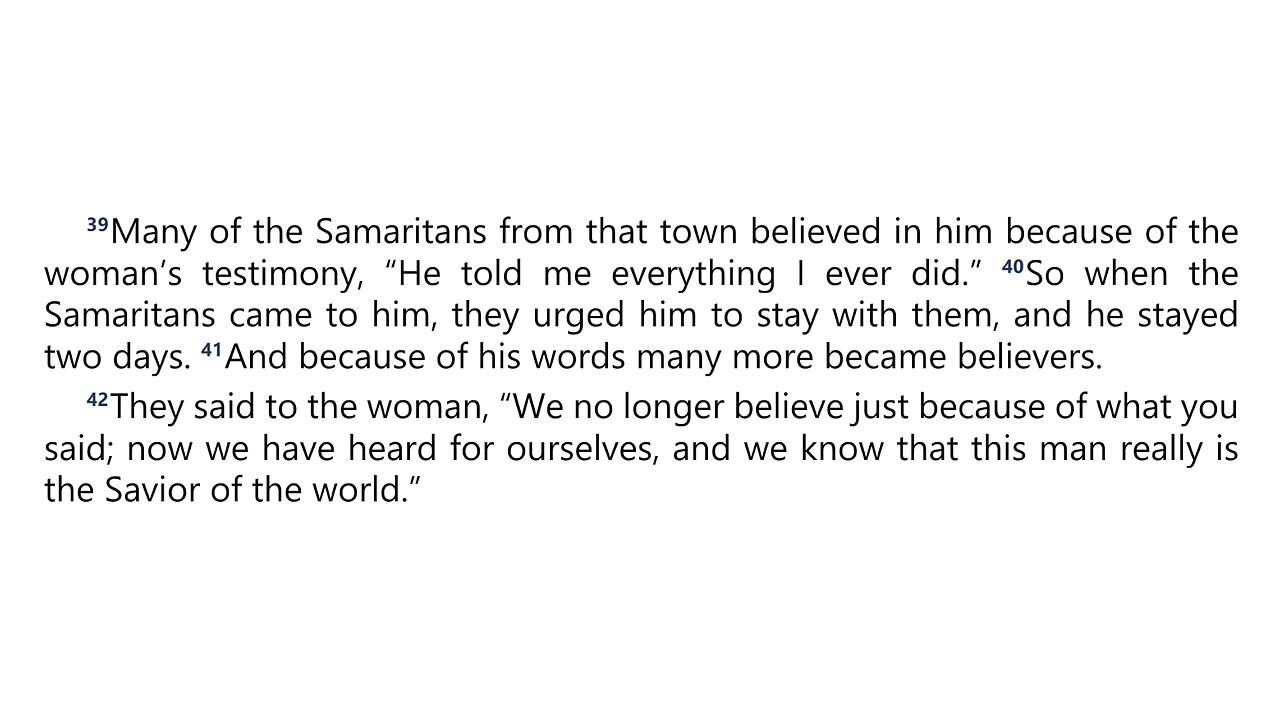 39Many of the Samaritans from that town believed in him because of the
woman’s testimony, “He told me everything I ever did.” 40So when the
Samaritans came to him, they urged him to stay with them, and he stayed
two days. 41And because of his words many more became believers.
42They said to the woman, “We no longer believe just because of what you
said; now we have heard for ourselves, and we know that this man really is
the Savior of the world.”